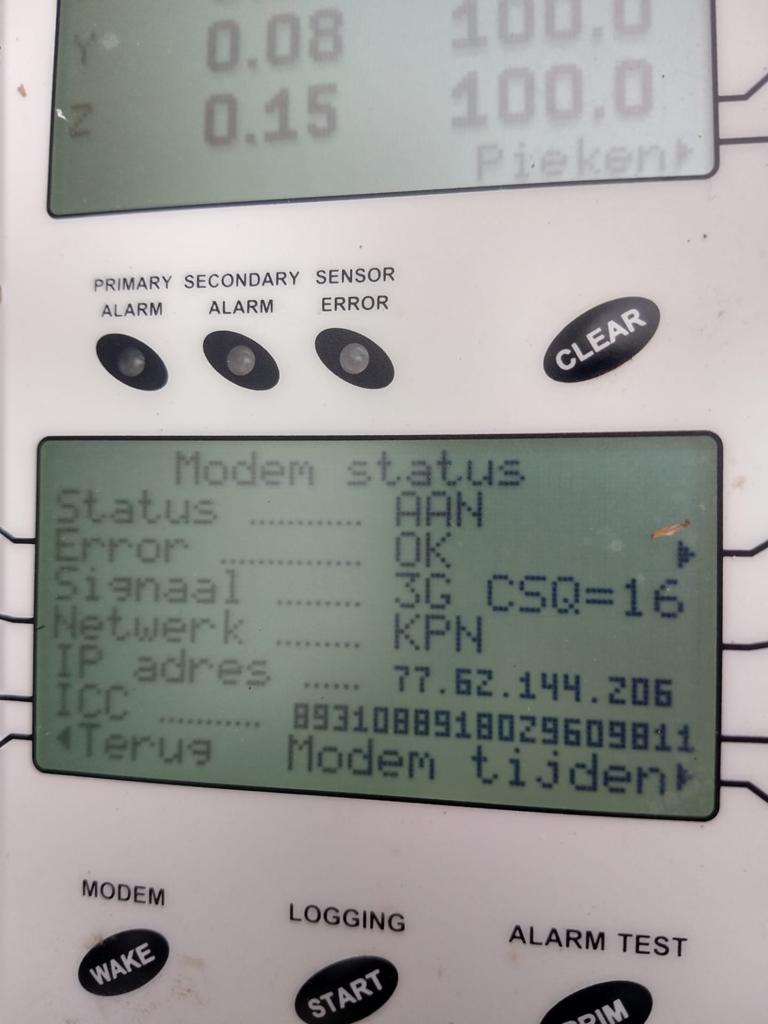 Y 0.08 100.0
Z 0.15 100.0
Pieken
PRIMARY ALARM
SECONDARY ALARM
SENSOR ERROR
CLEAR
Modem status
Status ............ AAN
Error ............... OK
Signaal ......... 3G CSQ=16
Netwerk ......... KPN
IP adres ...... 77.62.144.206
ICC ........... 8931088918029609811
Terug Modem tijden
MODEM
WAKE
LOGGING
START
ALARM TEST